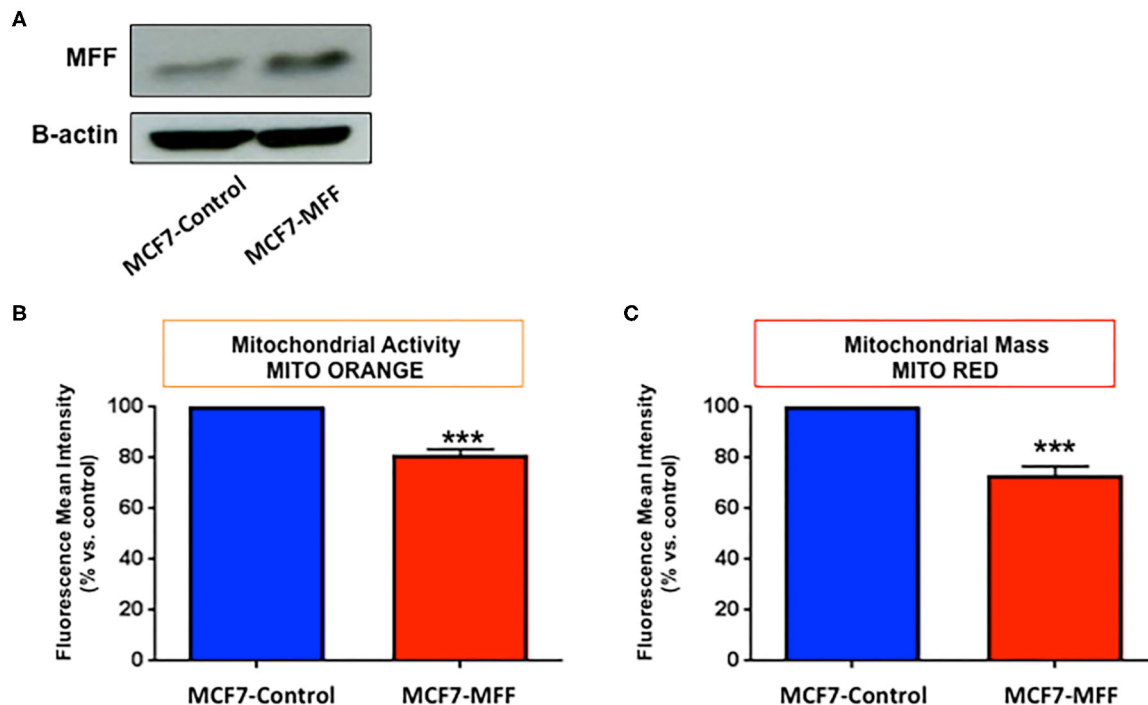 A
MFF
B-actin
MCF7-Control
MCF7-MFF
B
Mitochondrial Activity
MITO ORANGE
Fluorescence Mean Intensity
(% vs. control)
100
80
60
40
20
0
***
MCF7-Control
MCF7-MFF
C
Mitochondrial Mass
MITO RED
Fluorescence Mean Intensity
(% vs. control)
100
80
60
40
20
0
***
MCF7-Control
MCF7-MFF